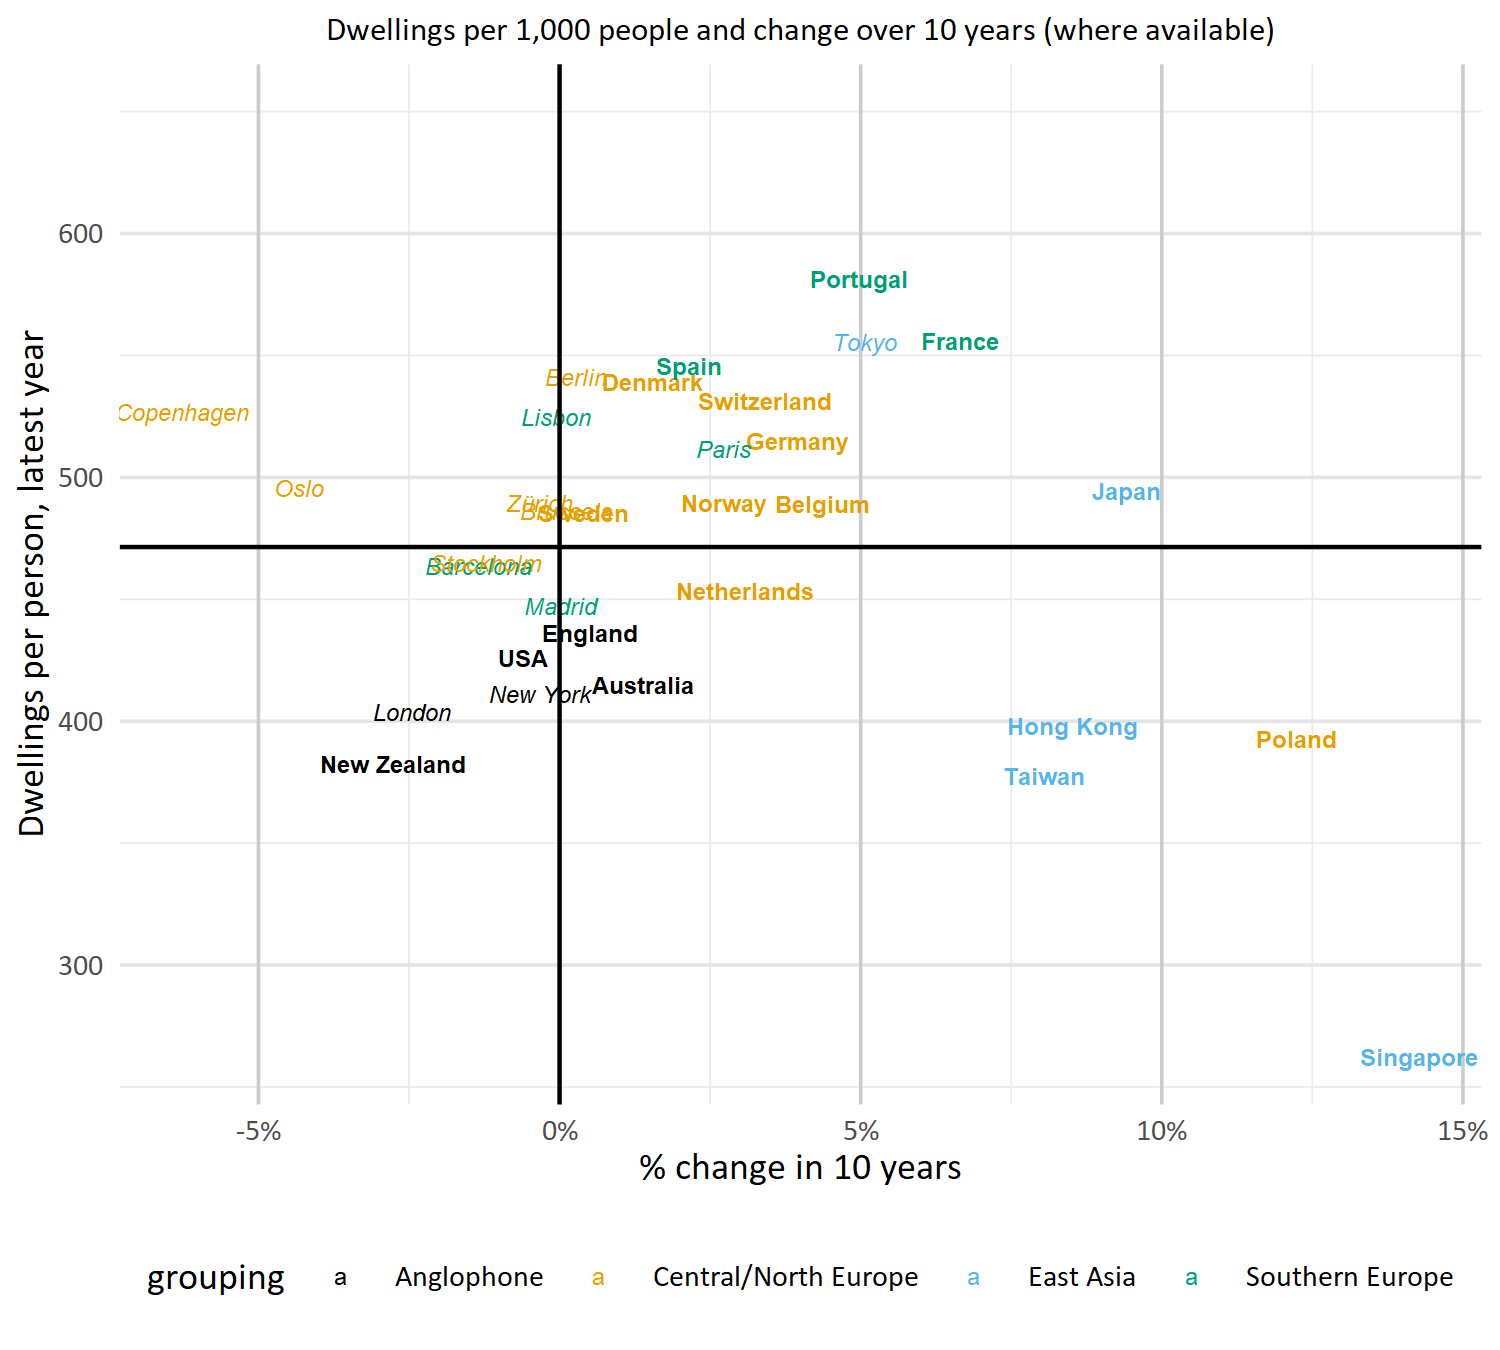 Dwellings per 1,000 people and change over 10 years (where available)
Dwellings per person, latest year
600
500
400
300
Portugal
Tokyo
France
Spain
Berlin
Denmark
Switzerland
Copenhagen
Lisbon
Germany
Paris
Oslo
Japan
Zürich
Norway
Belgium
Brussels
Sweden
Stockholm
Barcelona
Netherlands
Madrid
England
USA
Australia
New York
London
Hong Kong
Poland
New Zealand
Taiwan
Singapore
-5%
0%
5%
10%
15%
% change in 10 years
grouping
a Anglophone
a Central/North Europe
a East Asia
a Southern Europe